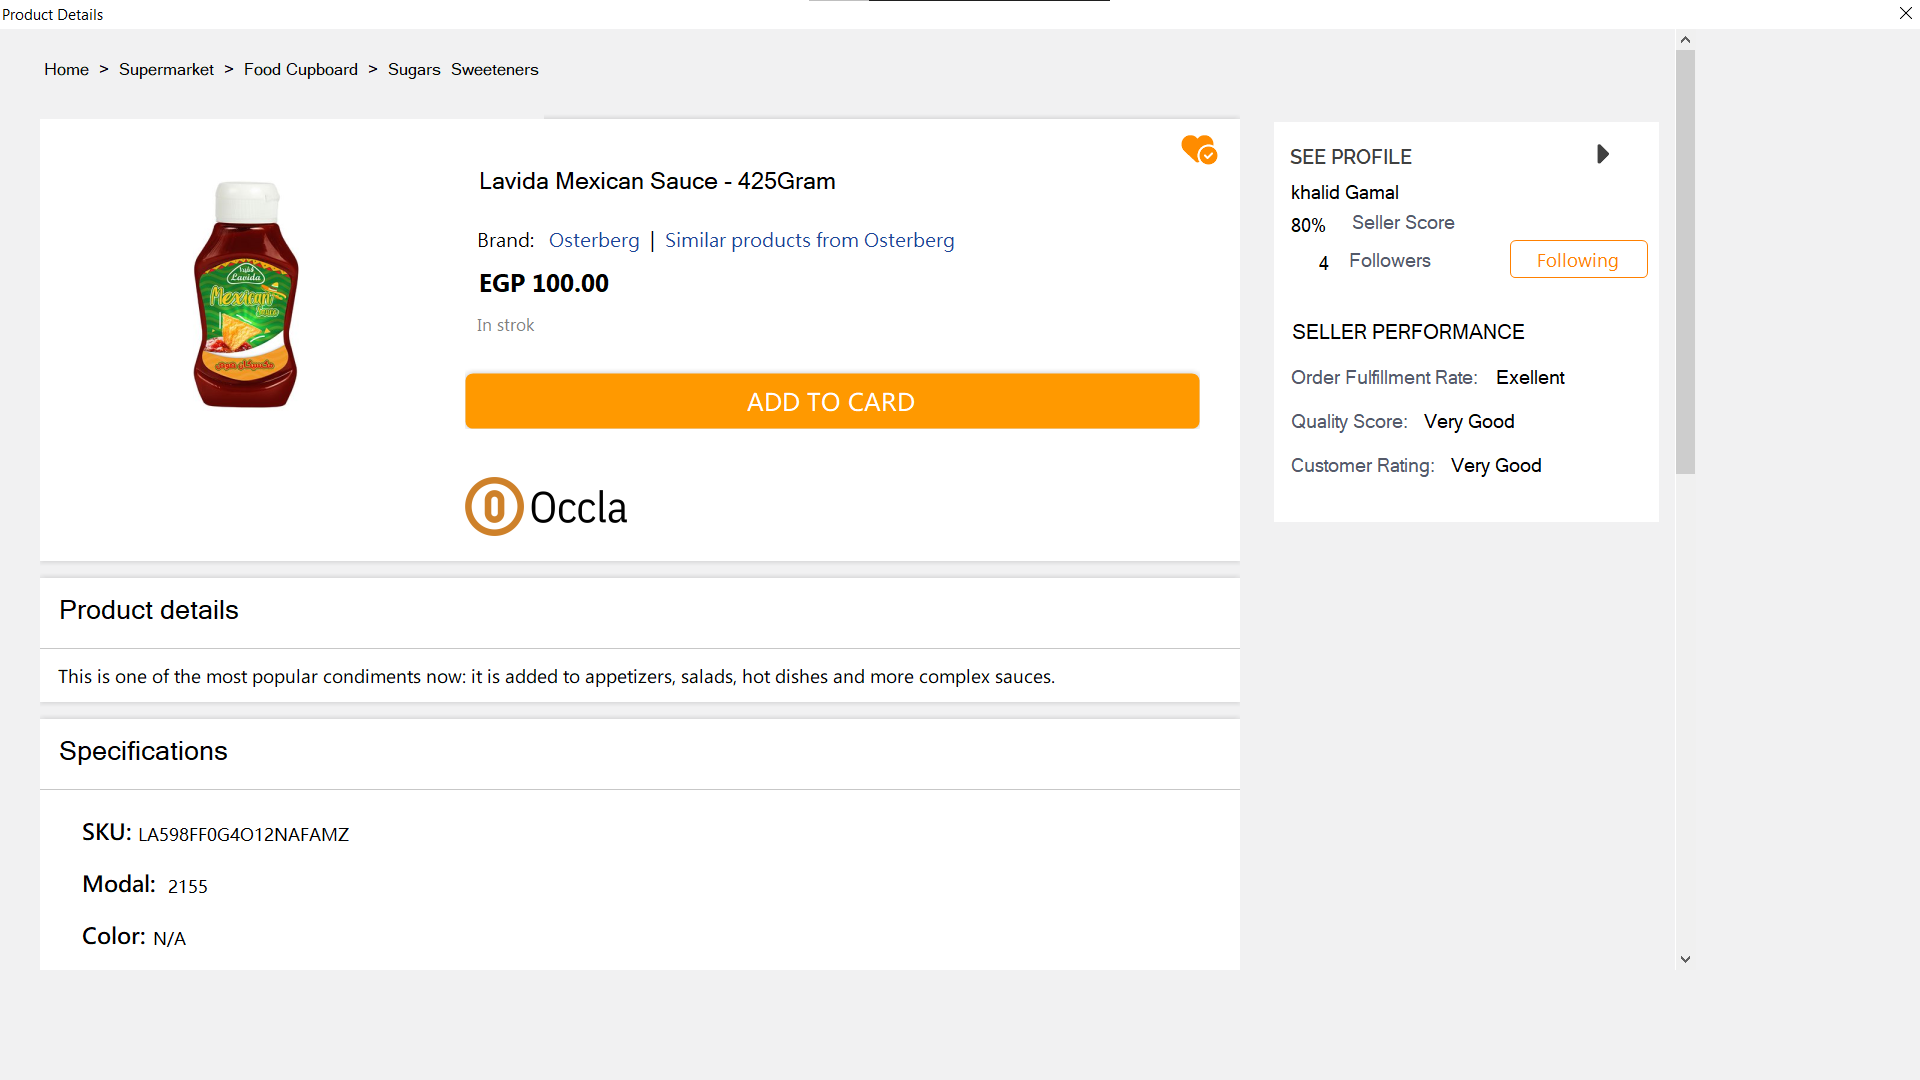 Product Details
Home > Supermarket > Food Cupboard > Sugars Sweeteners
Lavida Mexican Sauce - 425Gram
Brand: Osterberg | Similar products from Osterberg
EGP 100.00
In strok
ADD TO CARD
Occla
Lavida
Mexican
Sauce
SEE PROFILE
khalid Gamal
80% Seller Score
4 Followers
Following
SELLER PERFORMANCE
Order Fulfillment Rate: Exellent
Quality Score: Very Good
Customer Rating: Very Good
Product details
This is one of the most popular condiments now: it is added to appetizers, salads, hot dishes and more complex sauces.
Specifications
SKU: LA598FF0G4O12NAFAMZ
Modal: 2155
Color: N/A